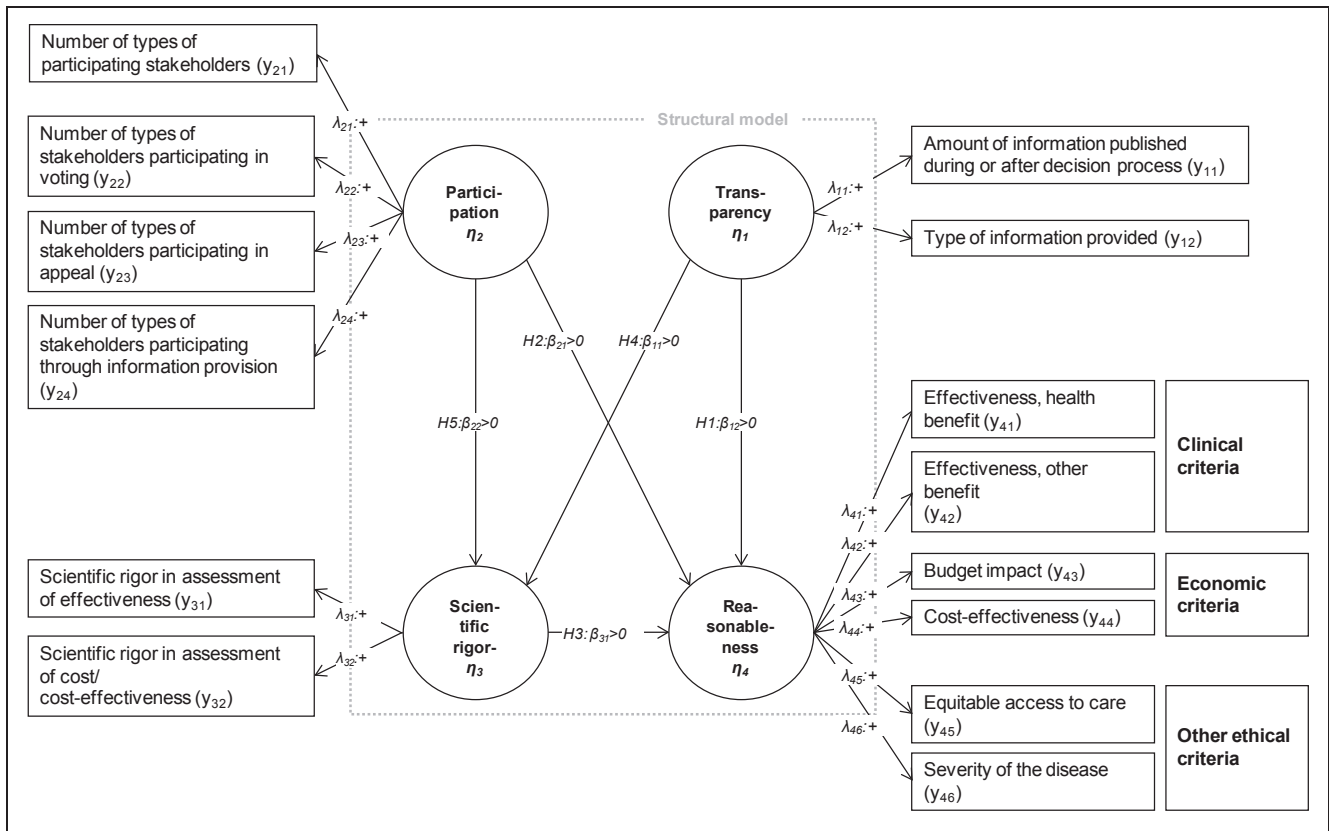 Number of types of
participating stakeholders (y21)
Number of types of
stakeholders participating in
voting (y22)
Number of types of
stakeholders participating in
appeal (y23)
Number of types of
stakeholders participating
through information provision
(y24)
λ21:+
λ22:+
λ23:+
λ24:+
Structural model
Partici-
pation
η2
Trans-
parency
η1
λ11:+
λ12:+
Amount of information published
during or after decision process (y11)
Type of information provided (y12)
H2:β21>0
H4:β11>0
H5:β22>0
H1:β12>0
Scientific rigor in assessment
of effectiveness (y31)
Scientific rigor in assessment
of cost/
cost-effectiveness (y32)
λ31:+
λ32:+
Scien-
tific
rigor-
η3
H3:β31>0
Rea-
sonable-
ness
η4
λ41:+
λ42:+
λ43:+
λ44:+
λ45:+
λ46:+
Effectiveness, health
benefit (y41)
Effectiveness, other
benefit
(y42)
Clinical
criteria
Budget impact (y43)
Cost-effectiveness (y44)
Economic
criteria
Equitable access to care
(y45)
Severity of the disease
(y46)
Other ethical
criteria